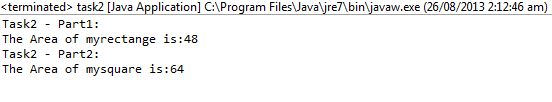 <terminated> task2 [Java Application] C:\Program Files\Java\jre7\bin\javaw.exe (26/08/2013 2:12:46 am)
Task2 - Part1:
The Area of myrectange is:48
Task2 - Part2:
The Area of mysquare is:64